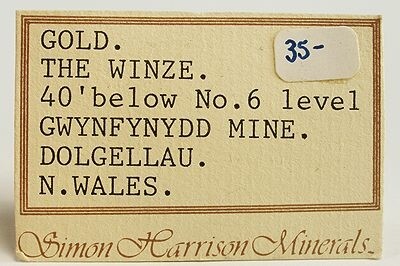 GOLD.
35-
THE WINZE.
40'below No.6 level
GWYNFYNYDD MINE.
DOLGELLAU.
N.WALES.
Simon Harrison Minerals.